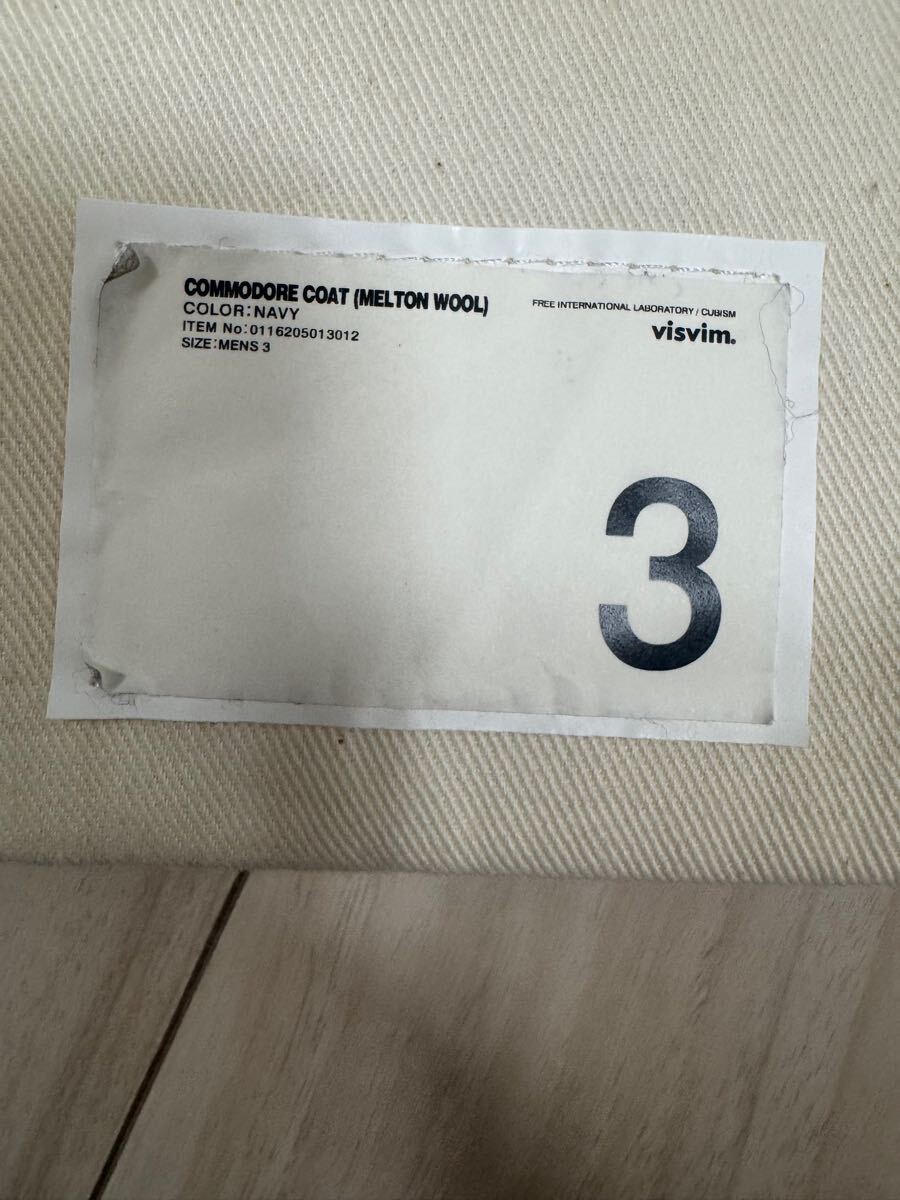 COMMODORE COAT (MELTON WOOL)
COLOR:NAVY
ITEM No:0116205013012
SIZE:MENS 3
FREE INTERNATIONAL LABORATORY / CUBISM
visvim.
3